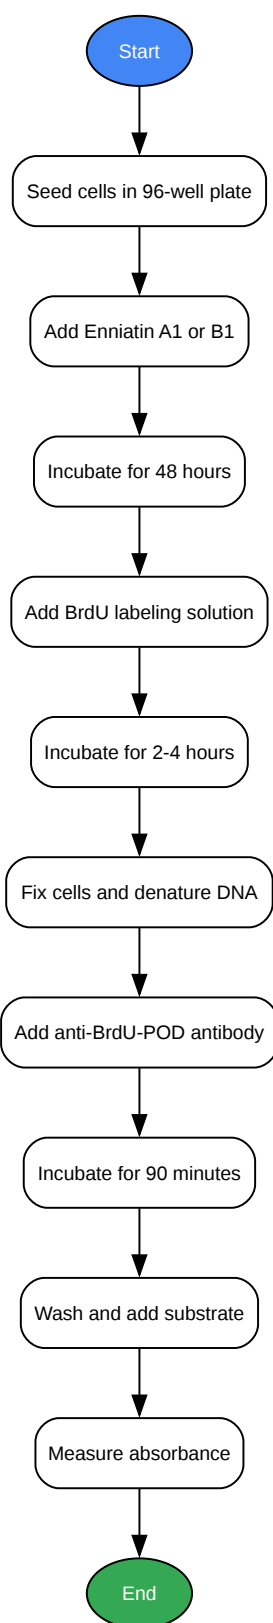 Start
Seed cells in 96-well plate
Add Enniatin A1 or B1
Incubate for 48 hours
Add BrdU labeling solution
Incubate for 2-4 hours
Fix cells and denature DNA
Add anti-BrdU-POD antibody
Incubate for 90 minutes
Wash and add substrate
Measure absorbance
End